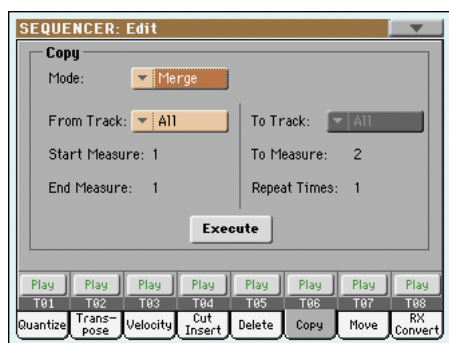 SEQUENCER: Edit
Copy
Mode: Merge
From Track: All To Track: All
Start Measure: 1 To Measure: 2
End Measure: 1 Repeat Times: 1
Execute
Play Play Play Play Play Play Play Play
T01 T02 T03 T04 T05 T06 T07 T08
Quantize Trans- Velocity Cut Delete Copy Move RX
pose Insert Convert